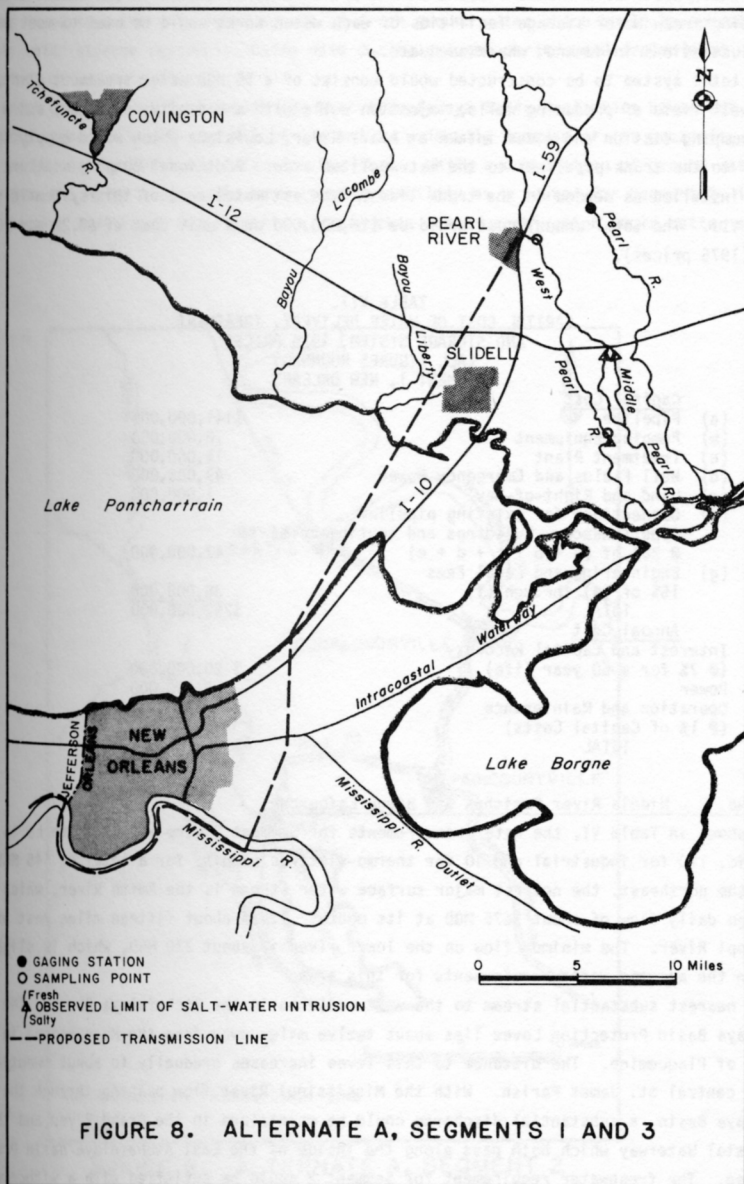 Tchefuncte R.
COVINGTON
I-12
Bayou Lacombe
I-59
N
PEARL
RIVER
Pearl R.
West Pearl R.
Bayou Liberty
SLIDELL
Middle Pearl R.
Lake Pontchartrain
I-10
Intracoastal Waterway
JEFFERSON
ORLEANS
NEW
ORLEANS
Lake Borgne
Mississippi R.
Mississippi R. Outlet
GAGING STATION
SAMPLING POINT
(Fresh
OBSERVED LIMIT OF SALT-WATER INTRUSION
(Salty
PROPOSED TRANSMISSION LINE
0 5 10 Miles
FIGURE 8. ALTERNATE A, SEGMENTS 1 AND 3